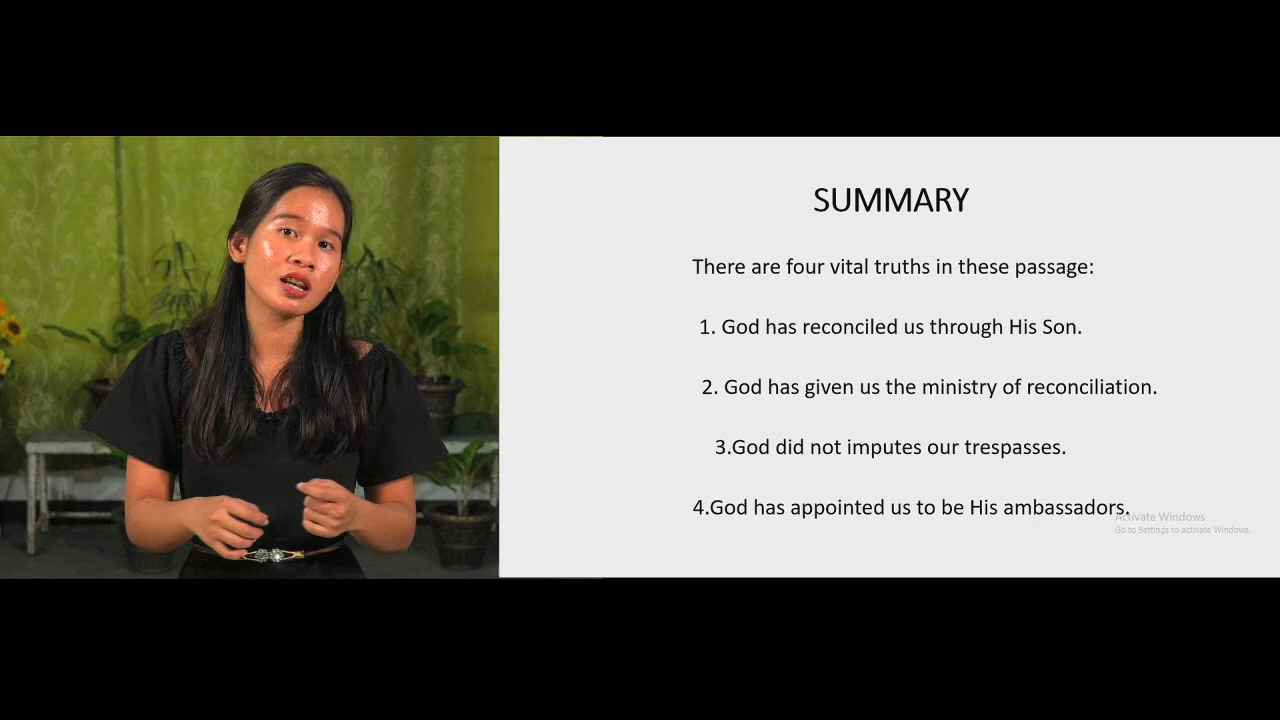 SUMMARY
There are four vital truths in these passage:
1. God has reconciled us through His Son.
2. God has given us the ministry of reconciliation.
3.God did not imputes our trespasses.
4.God has appointed us to be His ambassadors.
Activate Windows
Go to Settings to activate Windows.